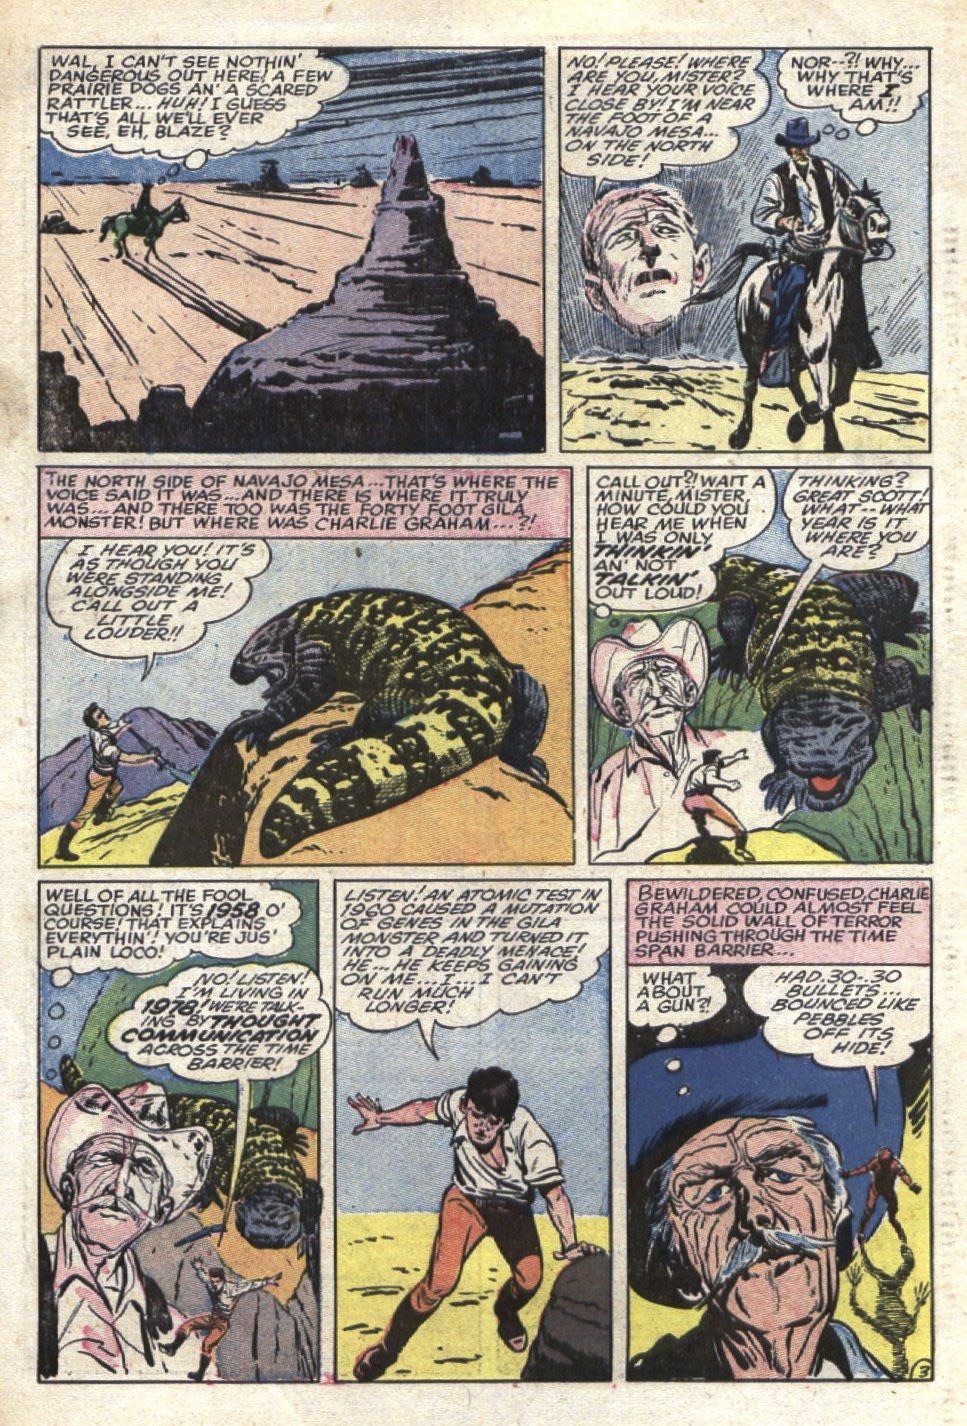 WAL, I CAN'T SEE NOTHIN'
DANGEROUS OUT HERE! A FEW
PRAIRIE DOGS AN' A SCARED
RATTLER... HUH! I GUESS
THAT'S ALL WE'LL EVER
SEE, EH, BLAZE?
NO! PLEASE! WHERE
ARE YOU, MISTER?
I HEAR YOUR VOICE
CLOSE BY! I'M NEAR
THE FOOT OF A
NAVAJO MESA...
ON THE NORTH
SIDE!
NOR--?! WHY...
WHY THAT'S
WHERE I
AM!!
THE NORTH SIDE OF NAVAJO MESA...THAT'S WHERE THE
VOICE SAID IT WAS...AND THERE IS WHERE IT TRULY
WAS...AND THERE TOO WAS THE FORTY FOOT GILA
MONSTER! BUT WHERE WAS CHARLIE GRAHAM...?!
I HEAR YOU! IT'S
AS THOUGH YOU
WERE STANDING
ALONGSIDE ME!
CALL OUT A
LITTLE
LOUDER!!
CALL OUT?! WAIT A
MINUTE, MISTER,
HOW COULD YOU
HEAR ME WHEN
I WAS ONLY
THINKIN'
AN' NOT
TALKIN'
OUT LOUD!
THINKING?
GREAT SCOTT!
WHAT--WHAT
YEAR IS IT
WHERE YOU
ARE?
WELL OF ALL THE FOOL
QUESTIONS! IT'S 1958 O'
COURSE, THAT EXPLAINS
EVERYTHIN'! YOU'RE JUS'
PLAIN LOCO!
NO! LISTEN!
I'M LIVING IN
1978! WE'RE TALK-
ING BY THOUGHT
COMMUNICATION
ACROSS THE TIME
BARRIER!
LISTEN! AN ATOMIC TEST IN
1960 CAUSED A MUTATION
OF GENES IN THE GILA
MONSTER AND TURNED IT
INTO A DEADLY MENACE!
HE...HE KEEPS GAINING
ON ME...I...I CAN'T
RUN MUCH
LONGER!
BEWILDERED, CONFUSED, CHARLIE
GRAHAM COULD ALMOST FEEL
THE SOLID WALL OF TERROR
PUSHING THROUGH THE TIME
SPAN BARRIER...
WHAT
ABOUT
A GUN?!
HAD.30-.30
BULLETS...
BOUNCED LIKE
PEBBLES
OFF ITS
HIDE!
3